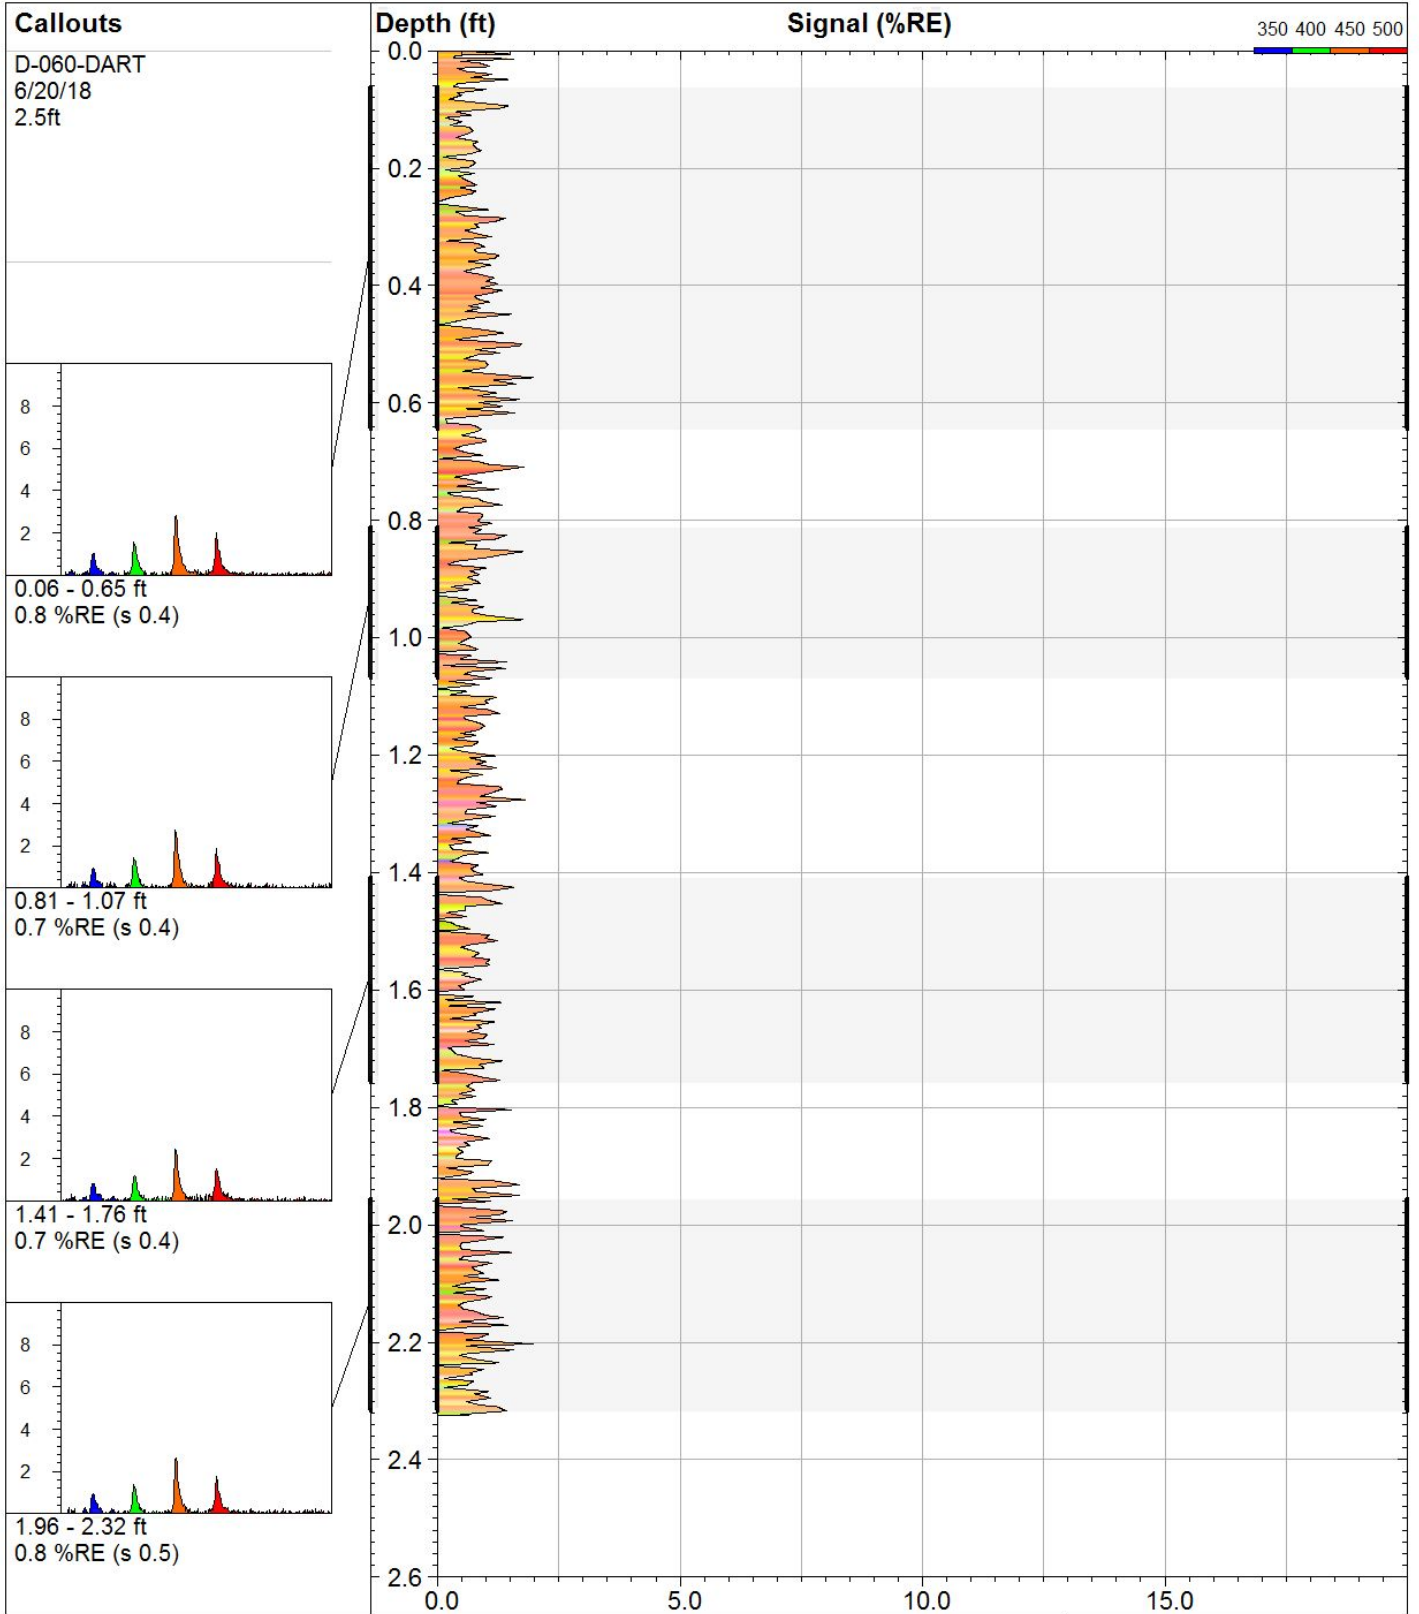 Callouts
D-060-DART
6/20/18
2.5ft
8
6
4
2
0.06 - 0.65 ft
0.8 %RE (s 0.4)
8
6
4
2
0.81 - 1.07 ft
0.7 %RE (s 0.4)
8
6
4
2
1.41 - 1.76 ft
0.7 %RE (s 0.4)
8
6
4
2
1.96 - 2.32 ft
0.8 %RE (s 0.5)
Depth (ft)
Signal (%RE)
350 400 450 500
0.0
0.2
0.4
0.6
0.8
1.0
1.2
1.4
1.6
1.8
2.0
2.2
2.4
2.6
0.0 5.0 10.0 15.0